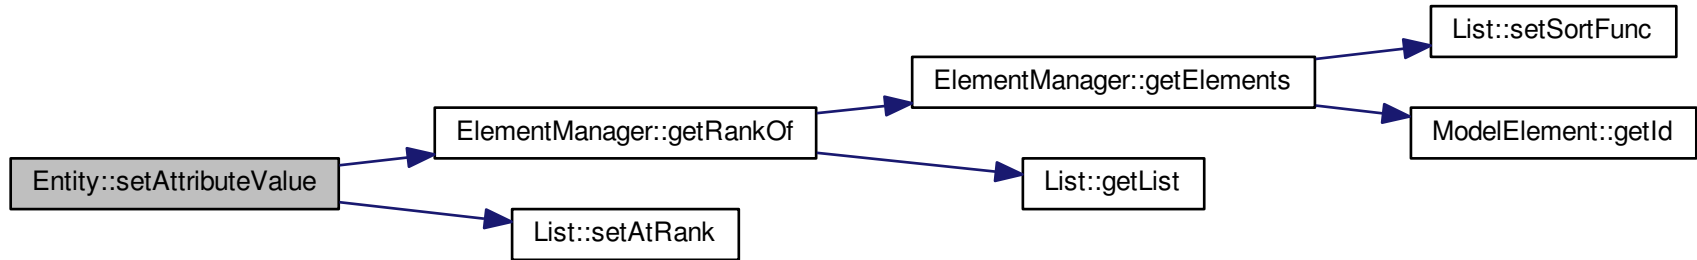 List::setSortFunc
ElementManager::getElements
ElementManager::getRankOf
ModelElement::getId
Entity::setAttributeValue
List::getList
List::setAtRank